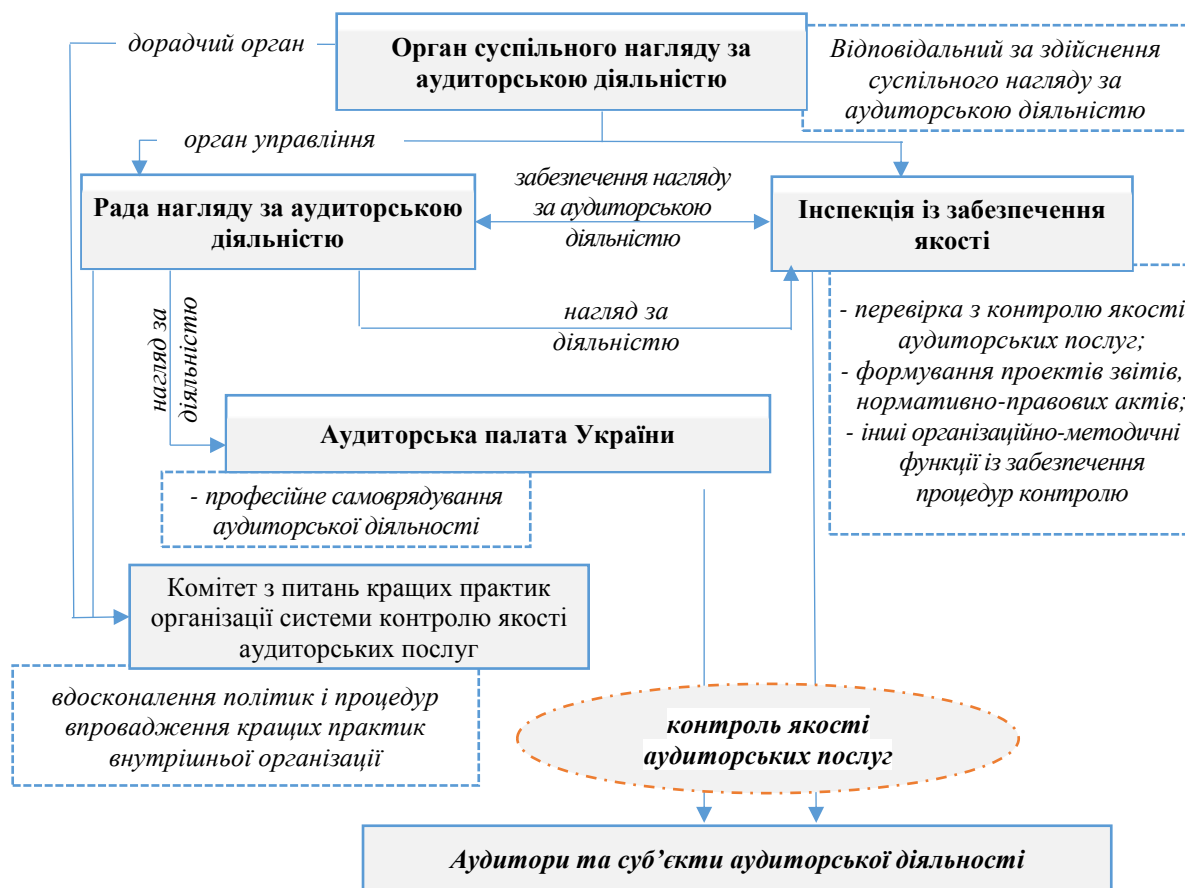 дорадчий орган
Орган суспільного нагляду за
аудиторською діяльністю
Відповідальний за здійснення
суспільного нагляду за
аудиторською діяльністю
орган управління
Рада нагляду за аудиторською
діяльністю
забезпечення нагляду
за аудиторською
діяльністю
Інспекція із забезпечення
якості
нагляд за
діяльністю
нагляд за
діяльністю
- перевірка з контролю якості
аудиторських послуг;
- формування проектів звітів,
нормативно-правових актів;
- інші організаційно-методичні
функції із забезпечення
процедур контролю
Аудиторська палата України
- професійне самоврядування
аудиторської діяльності
Комітет з питань кращих практик
організації системи контролю якості
аудиторських послуг
вдосконалення політик і процедур
впровадження кращих практик
внутрішньої організації
контроль якості
аудиторських послуг
Аудитори та суб’єкти аудиторської діяльності